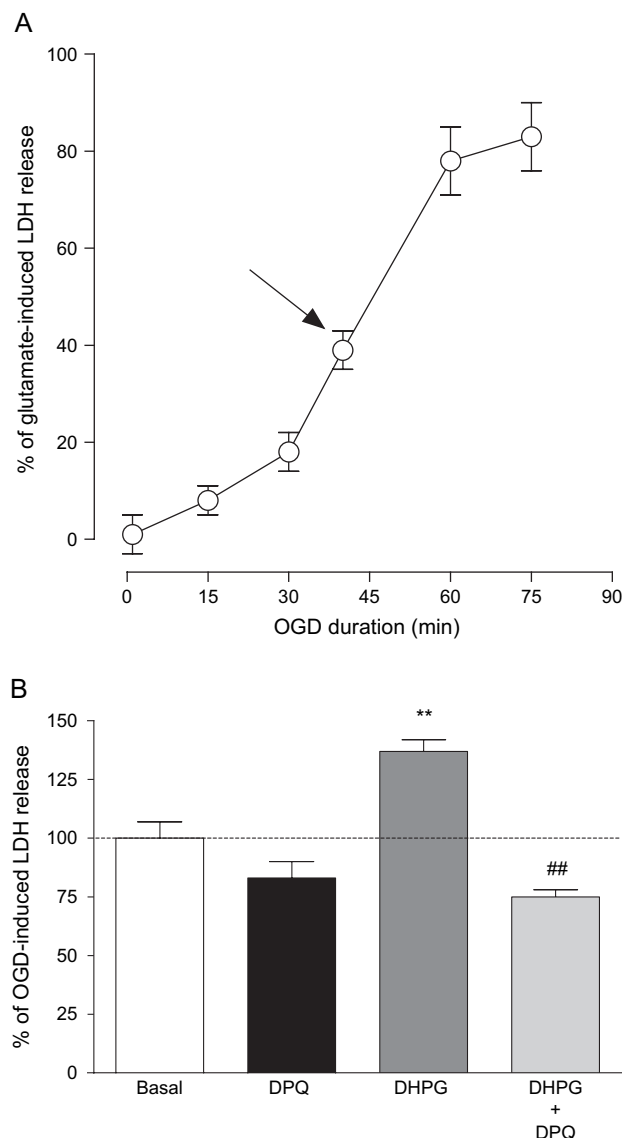 A
100
80
60
40
20
0
% of glutamate-induced LDH release
0 15 30 45 60 75 90
OGD duration (min)
B
150
125
100
75
50
25
0
% of OGD-induced LDH release
**
##
Basal DPQ DHPG DHPG
+
DPQ